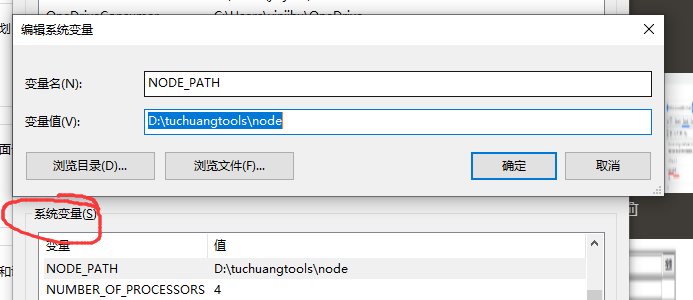 编辑系统变量
变量名(N):
NODE_PATH
变量值(V):
D:\tuchuangtools\node
浏览目录(D)...
浏览文件(F)...
确定
取消
系统变量(S)
变量
值
NODE_PATH
D:\tuchuangtools\node
NUMBER_OF_PROCESSORS
4